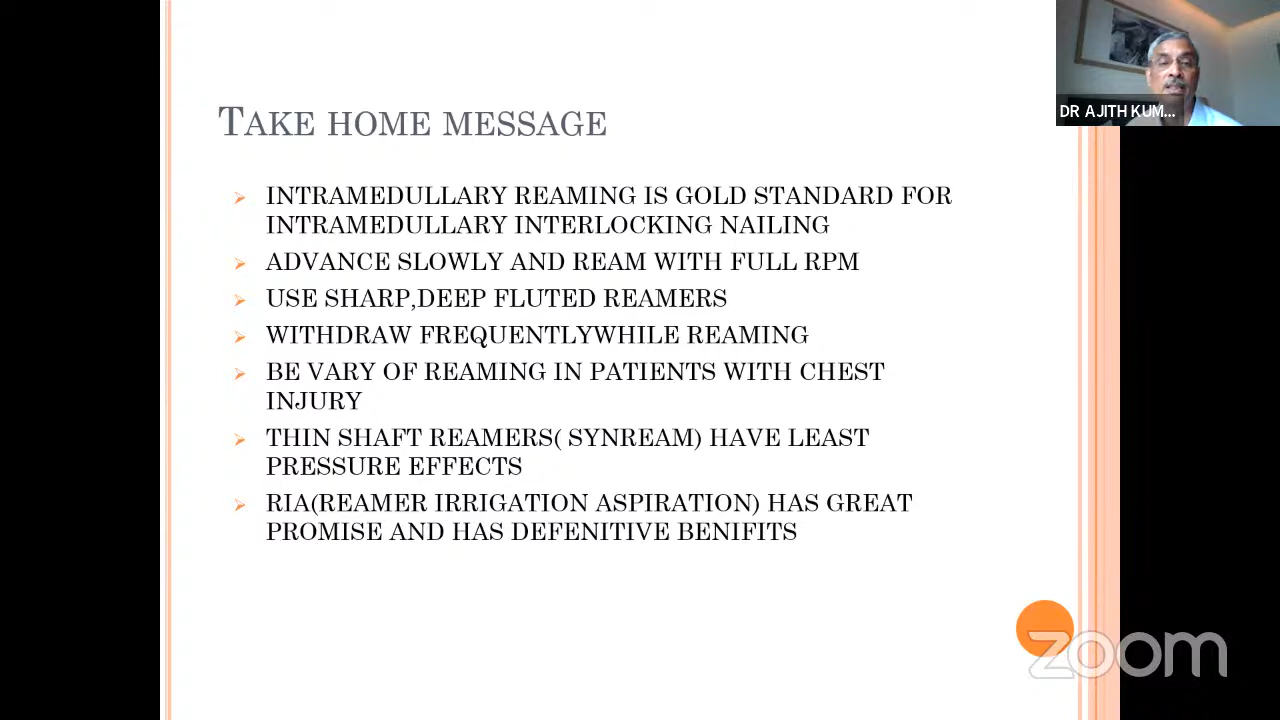 DR AJITH KUM...
TAKE HOME MESSAGE
INTRAMEDULLARY REAMING IS GOLD STANDARD FOR
INTRAMEDULLARY INTERLOCKING NAILING
ADVANCE SLOWLY AND REAM WITH FULL RPM
USE SHARP,DEEP FLUTED REAMERS
WITHDRAW FREQUENTLYWHILE REAMING
BE VARY OF REAMING IN PATIENTS WITH CHEST
INJURY
THIN SHAFT REAMERS( SYNREAM) HAVE LEAST
PRESSURE EFFECTS
RIA(REAMER IRRIGATION ASPIRATION) HAS GREAT
PROMISE AND HAS DEFENITIVE BENIFITS
zoom